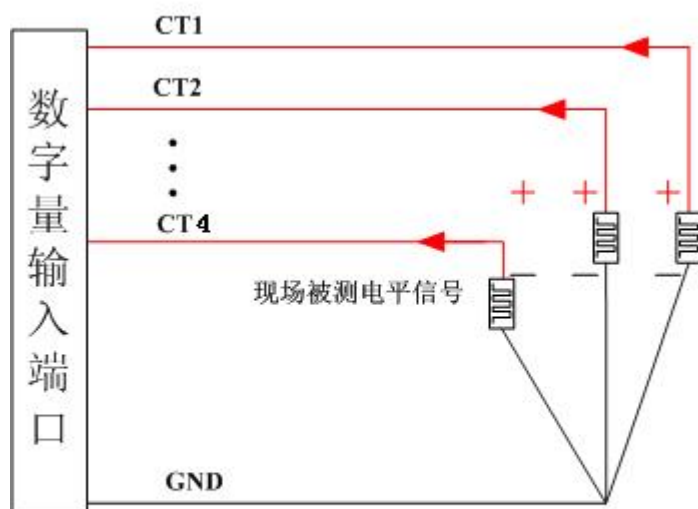 数字量输入端口
CT1
CT2
CT4
+ + +
现场被测电平信号
— — —
GND